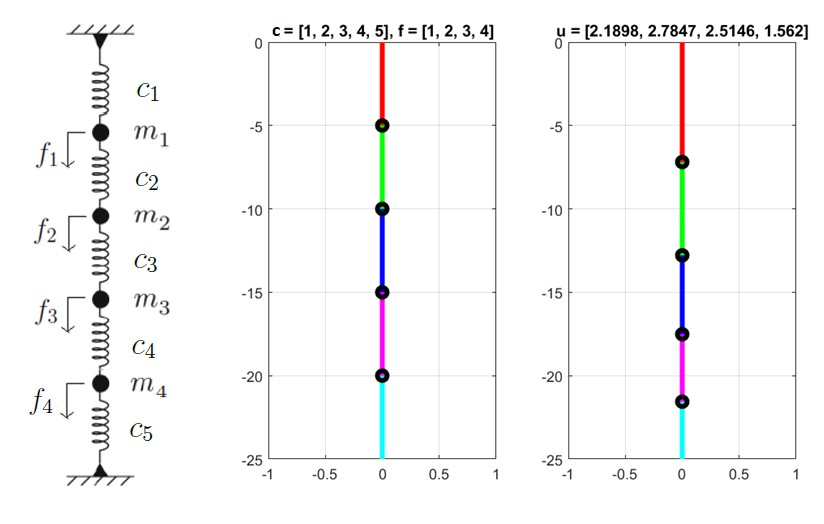 c₁
m₁
f₁
c₂
m₂
f₂
c₃
m₃
f₃
c₄
m₄
f₄
c₅
c = [1, 2, 3, 4, 5], f = [1, 2, 3, 4]
0
-5
-10
-15
-20
-25
-1 -0.5 0 0.5 1
u = [2.1898, 2.7847, 2.5146, 1.562]
0
-5
-10
-15
-20
-25
-1 -0.5 0 0.5 1